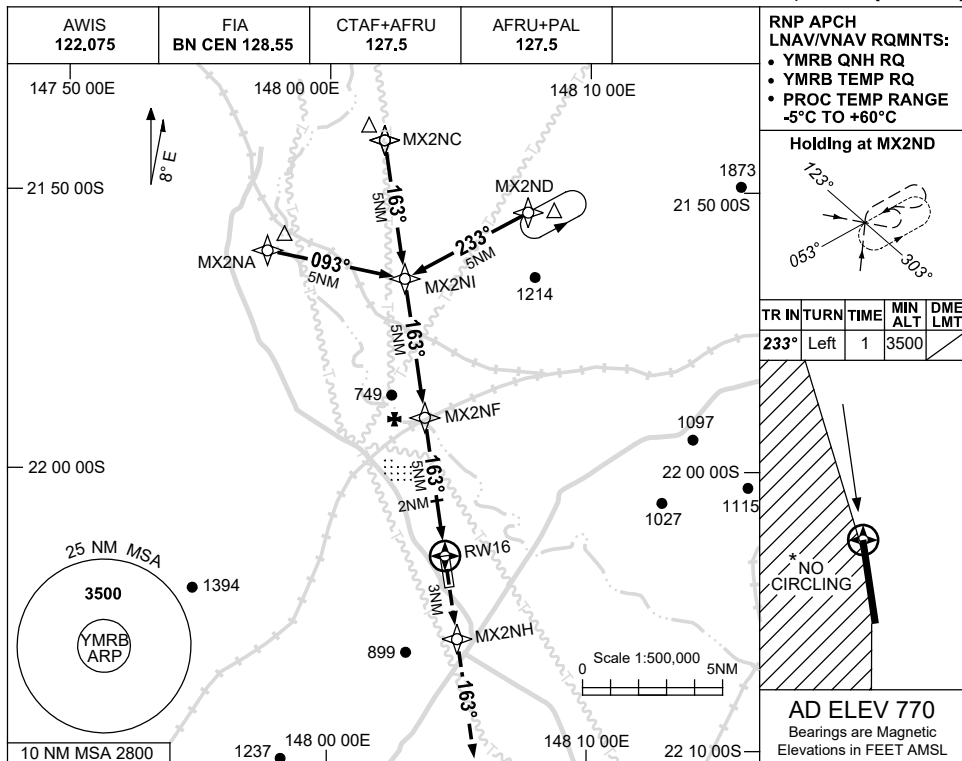 AWIS
122.075
FIA
BN CEN 128.55
CTAF+AFRU
127.5
AFRU+PAL
127.5
RNP APCH
LNAV/VNAV RQMNTS:
• YMRB QNH RQ
• YMRB TEMP RQ
• PROC TEMP RANGE
-5°C TO +60°C
147 50 00E
148 00 00E
148 10 00E
8° E
MX2NC
Holding at MX2ND
123°
053°
303°
1873
21 50 00S
21 50 00S
163°
5NM
MX2ND
233°
5NM
MX2NA
093°
5NM
MX2NI
1214
TR IN
TURN
TIME
MIN
ALT
DME
LMT
233°
Left
1
3500
163°
5NM
749
MX2NF
1097
22 00 00S
22 00 00S
163°
5NM
2NM
1027
1115
RW16
* NO
CIRCLING
25 NM MSA
3500
YMRB
ARP
1394
3NM
MX2NH
899
Scale 1:500,000
0
5NM
163°
AD ELEV 770
Bearings are Magnetic
Elevations in FEET AMSL
10 NM MSA 2800
1237
148 00 00E
148 10 00E
22 10 00S